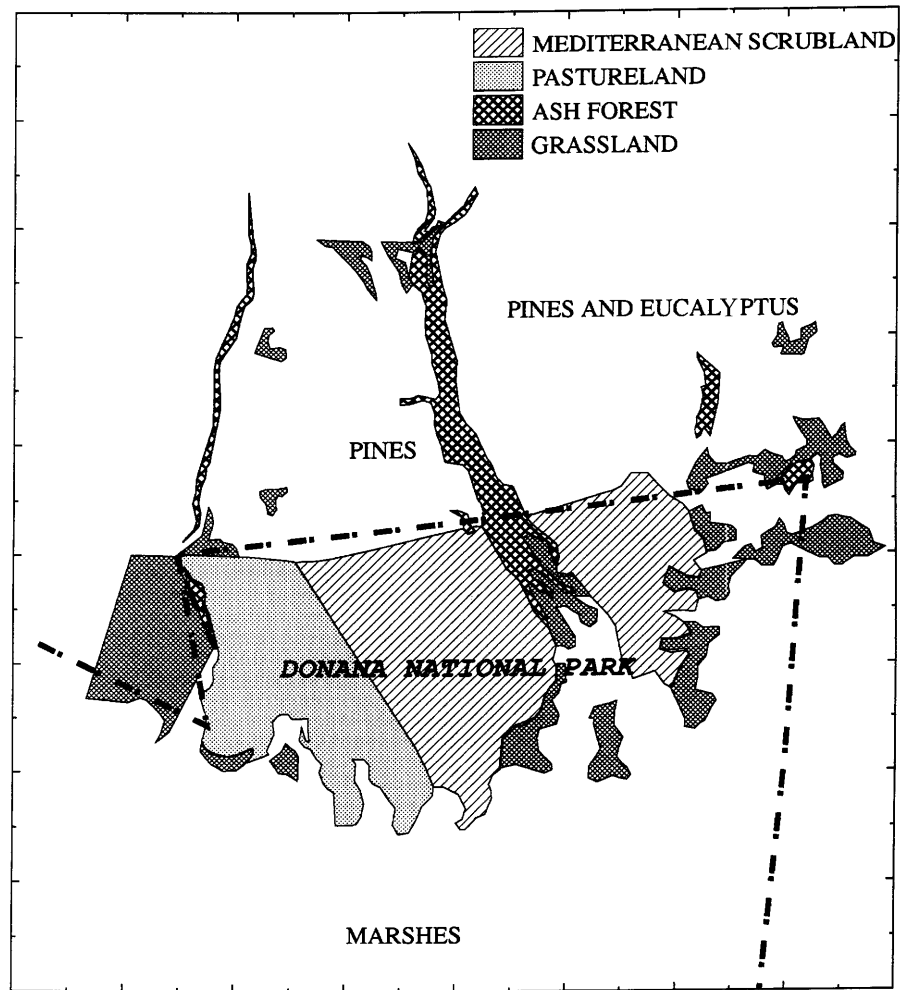 MEDITERRANEAN SCRUBLAND
PASTURELAND
ASH FOREST
GRASSLAND
PINES AND EUCALYPTUS
PINES
DONANA NATIONAL PARK
MARSHES